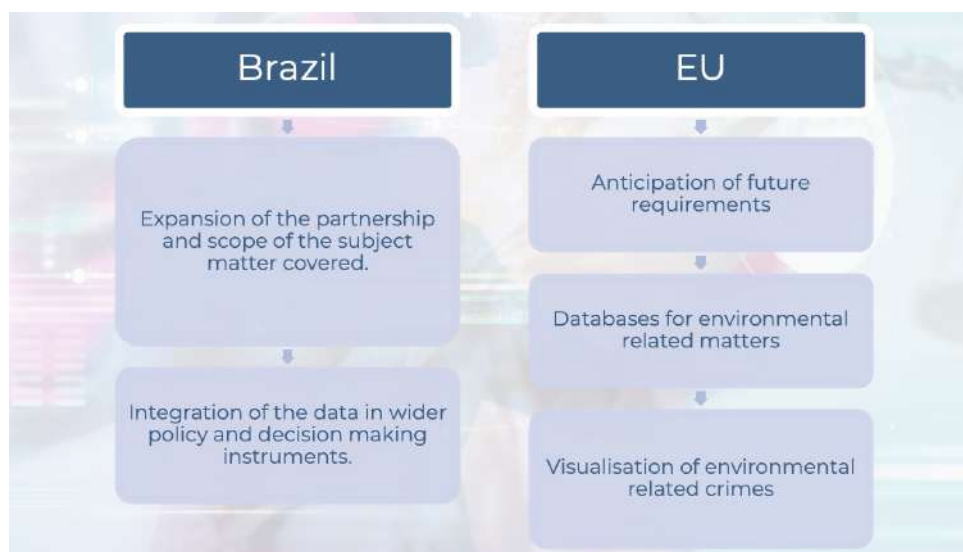 Brazil
Expansion of the partnership
and scope of the subject
matter covered.
Integration of the data in wider
policy and decision making
instruments.
EU
Anticipation of future
requirements
Databases for environmental
related matters
Visualisation of environmental
related crimes